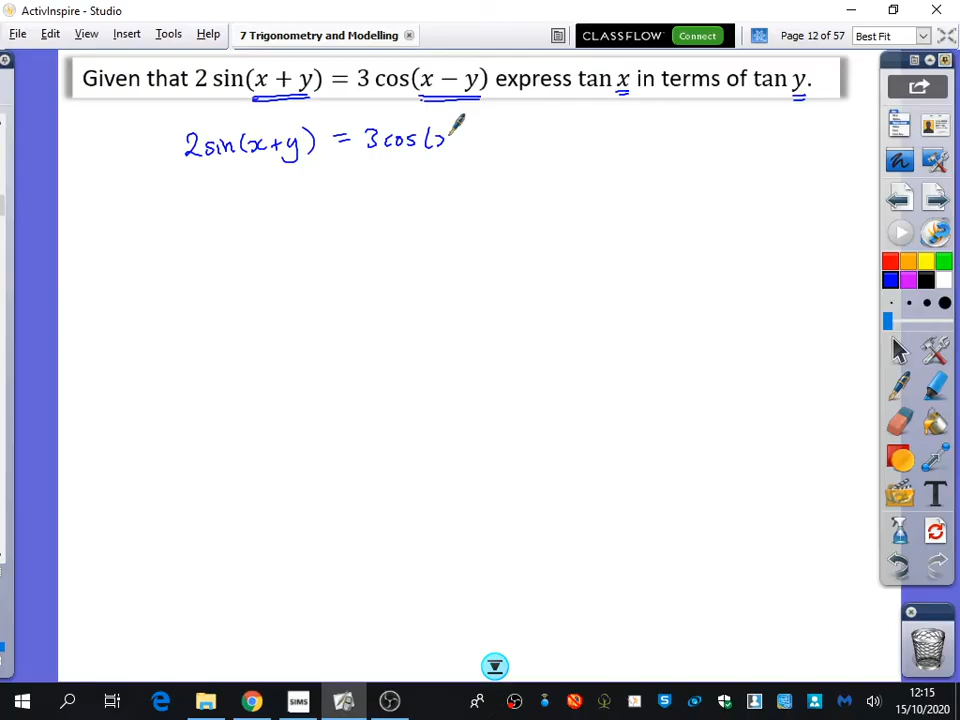 ActivInspire - Studio
File Edit View Insert Tools Help
7 Trigonometry and Modelling
CLASSFLOW Connect
Page 12 of 57
Best Fit
Given that 2 sin(x + y) = 3 cos(x − y) express tan x in terms of tan y.
2sin(x+y) = 3cos(x
T
SIMS
12:15
15/10/2020